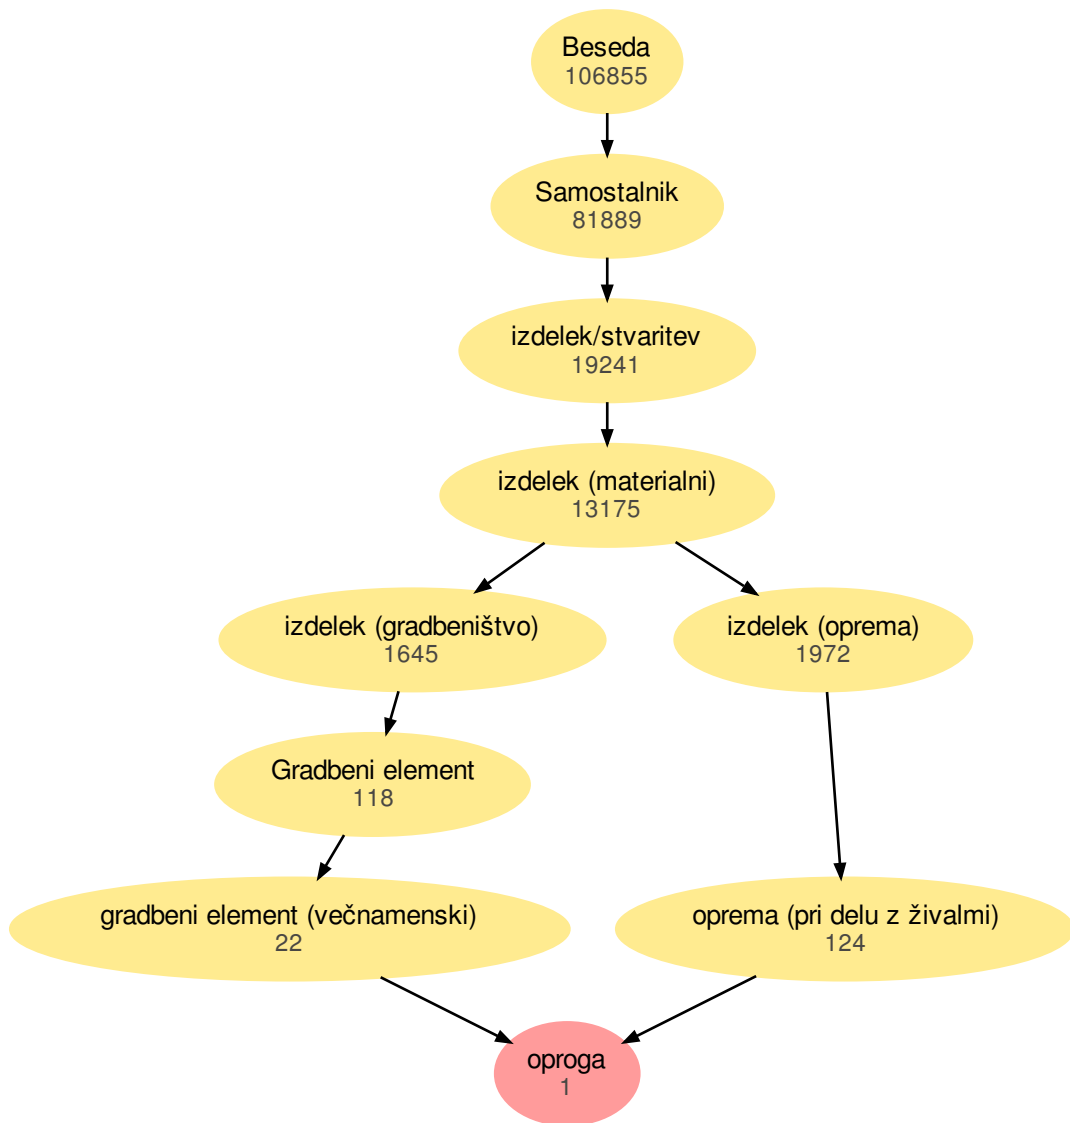 Beseda
106855
Samostalnik
81889
izdelek/stvaritev
19241
izdelek (materialni)
13175
izdelek (gradbeništvo)
1645
izdelek (oprema)
1972
Gradbeni element
118
gradbeni element (večnamenski)
22
oprema (pri delu z živalmi)
124
oproga
1